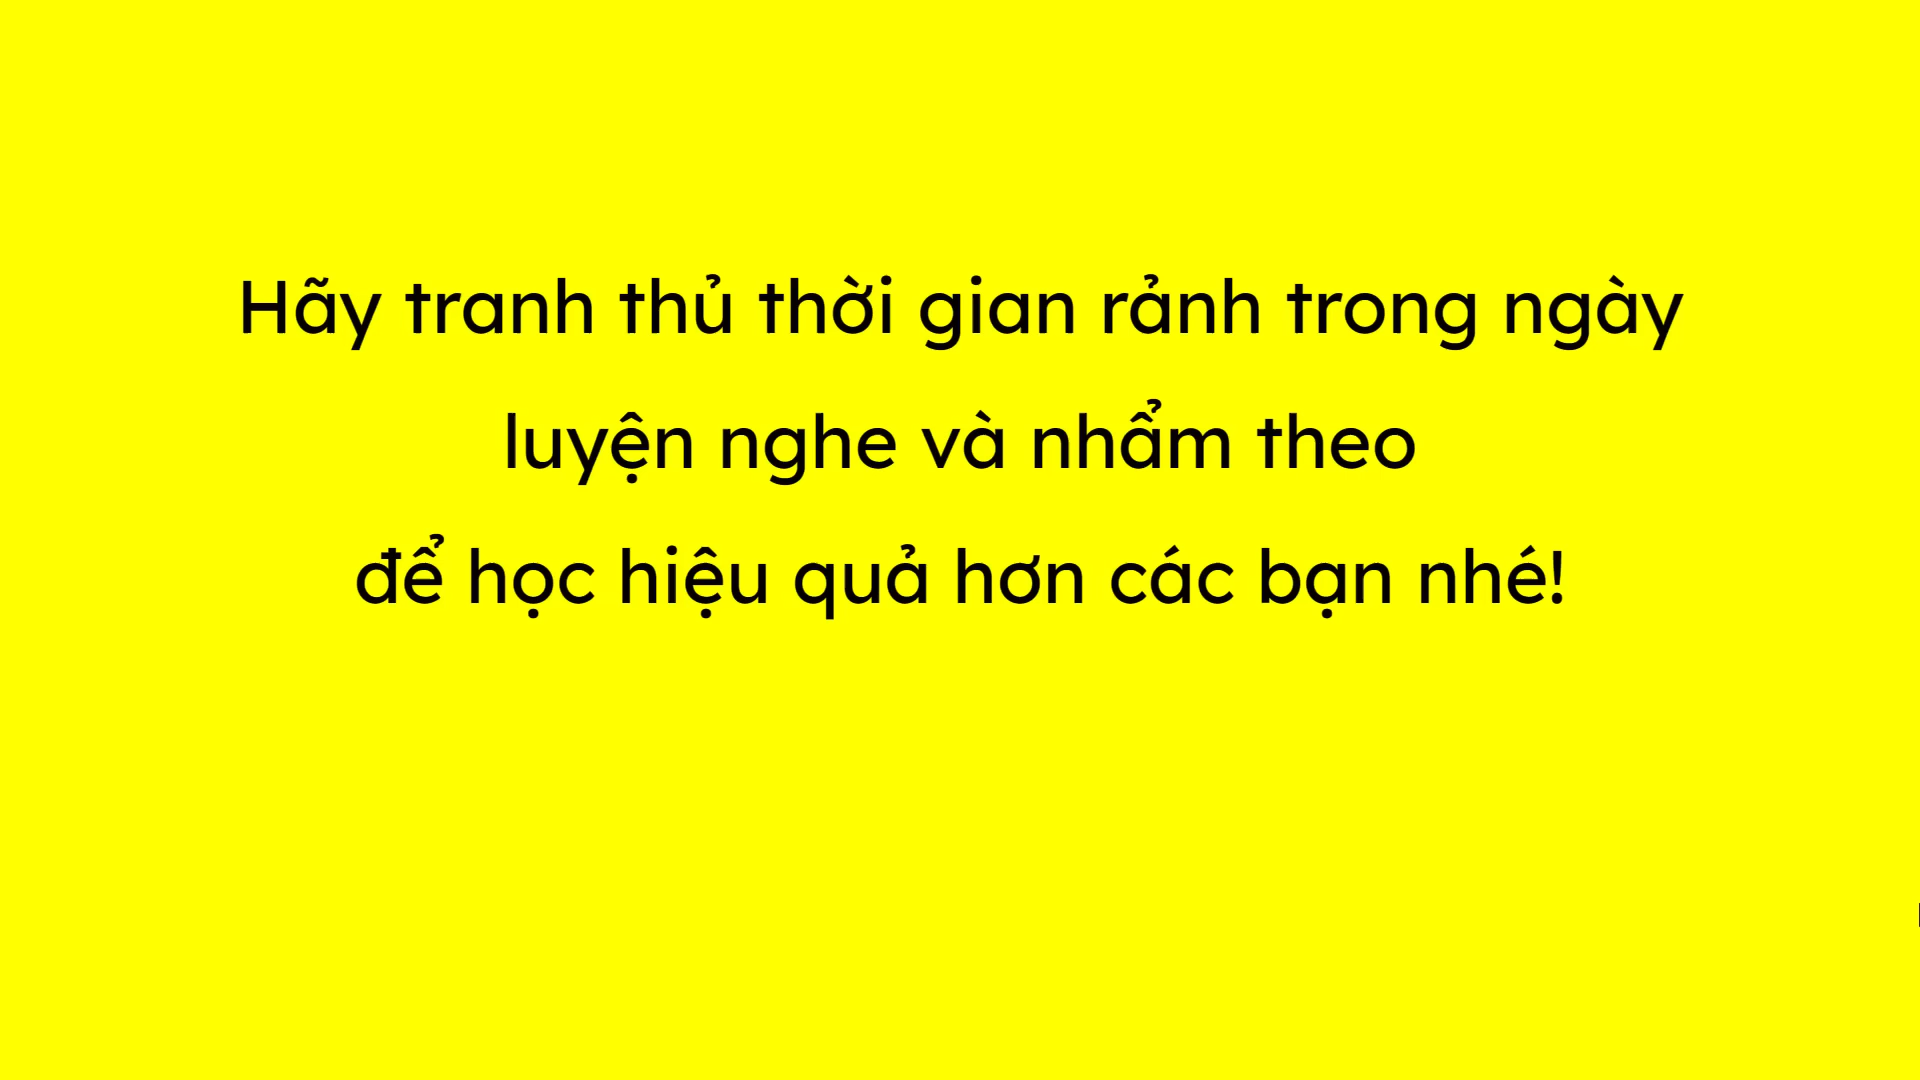 Hãy tranh thủ thời gian rảnh trong ngày
luyện nghe và nhẩm theo
để học hiệu quả hơn các bạn nhé!